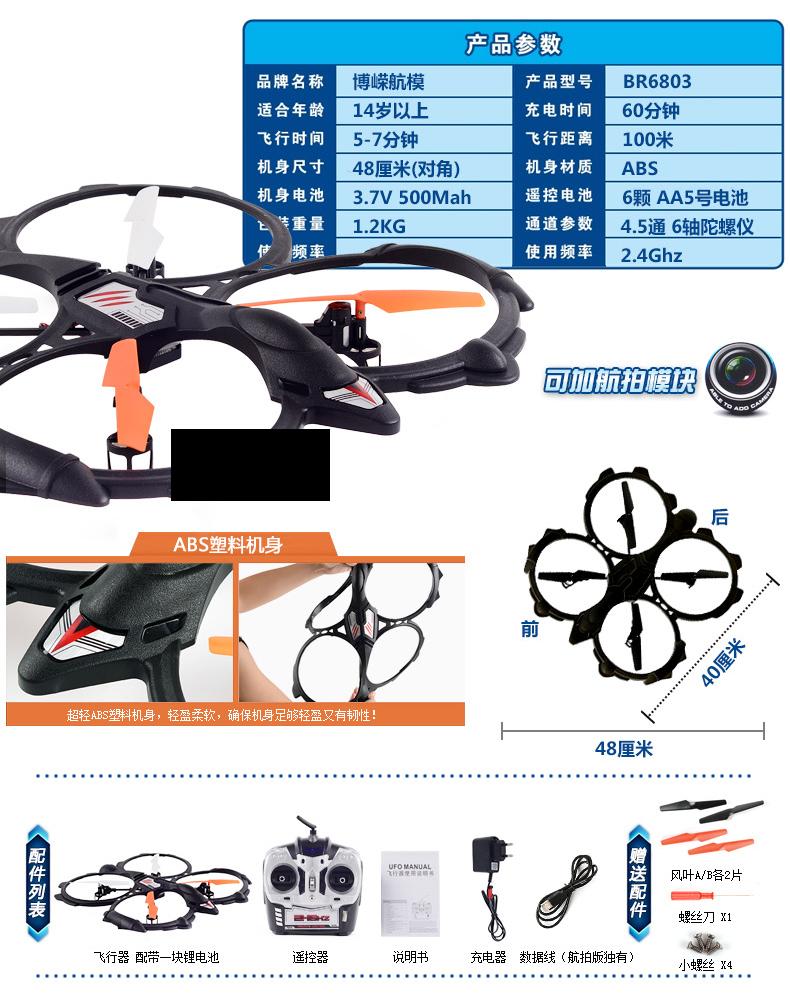 产品参数
品牌名称 博嵘航模 产品型号 BR6803
适合年龄 14岁以上 充电时间 60分钟
飞行时间 5-7分钟 飞行距离 100米
机身尺寸 48厘米(对角) 机身材质 ABS
机身电池 3.7V 500Mah 遥控电池 6颗 AA5号电池
重量 1.2KG 通道参数 4.5通 6轴陀螺仪
频率 使用频率 2.4Ghz
可加航拍模块
ABLE TO ADD CAMERA
后
前
40厘米
48厘米
ABS塑料机身
超轻ABS塑料机身，轻盈柔软，确保机身足够轻盈又有韧性！
配件列表
UFO MANUAL
飞行器使用说明书
飞行器 配带一块锂电池
遥控器
说明书
充电器
数据线（航拍版独有）
赠送配件
风叶A/B各2片
螺丝刀 X1
小螺丝 X4